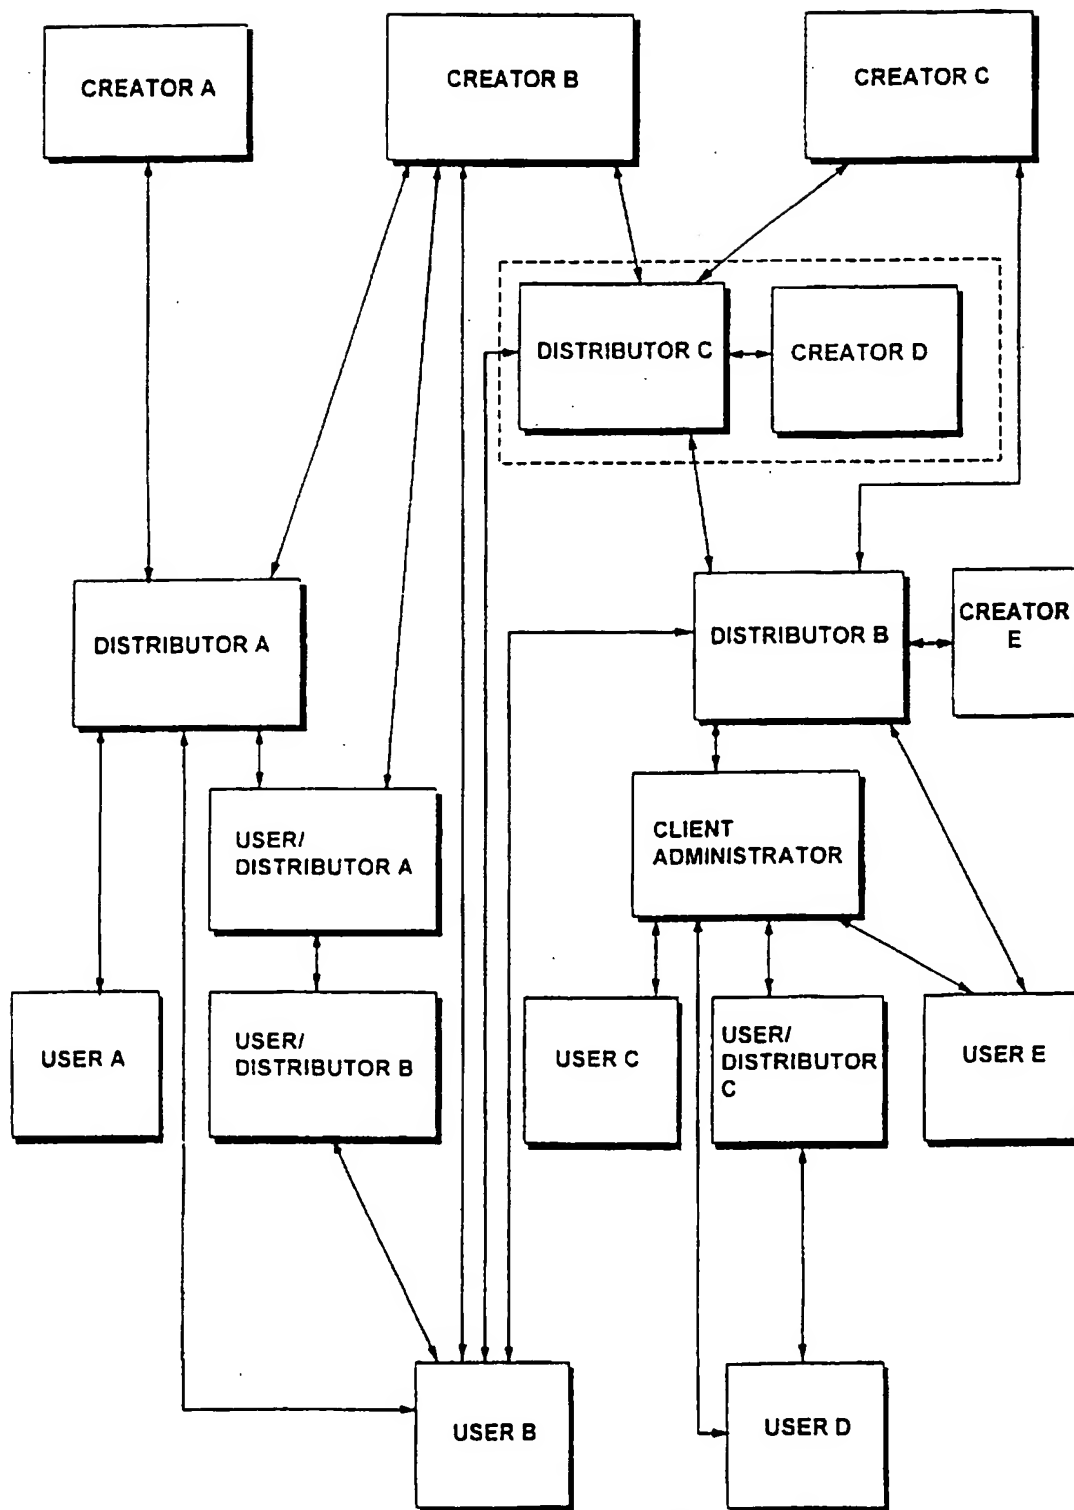 CREATOR A
CREATOR B
CREATOR C
DISTRIBUTOR C
CREATOR D
DISTRIBUTOR A
DISTRIBUTOR B
CREATOR
E
USER/
DISTRIBUTOR A
CLIENT
ADMINISTRATOR
USER A
USER/
DISTRIBUTOR B
USER C
USER/
DISTRIBUTOR
C
USER E
USER B
USER D